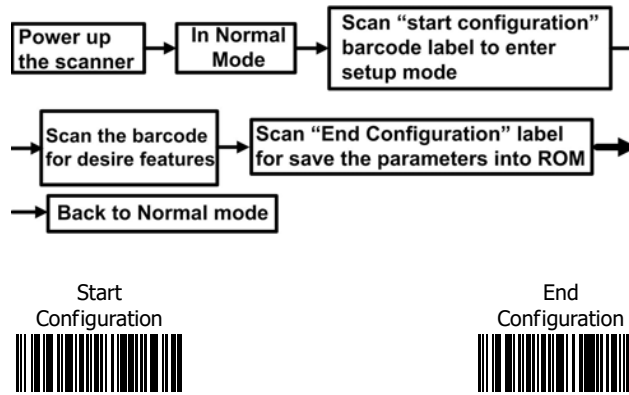 Power up
the scanner
In Normal
Mode
Scan “start configuration”
barcode label to enter
setup mode
Scan the barcode
for desire features
Scan “End Configuration” label
for save the parameters into ROM
Back to Normal mode
Start
Configuration
End
Configuration